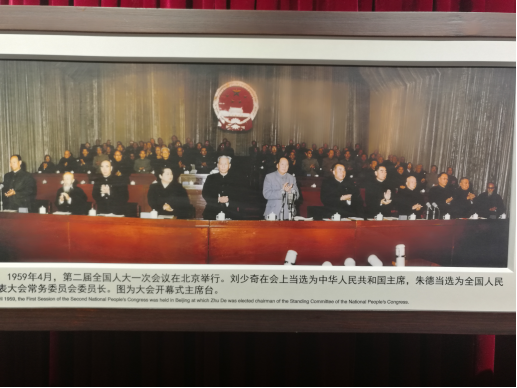 1959年4月，第二届全国人大一次会议在北京举行。刘少奇在会上当选为中华人民共和国主席，朱德当选为全国人民
表大会常务委员会委员长。图为大会开幕式主席台。
1959, the First Session of the Second National People's Congress was held in Beijing at which Zhu De was elected chairman of the Standing Committee of the National People's Congress.